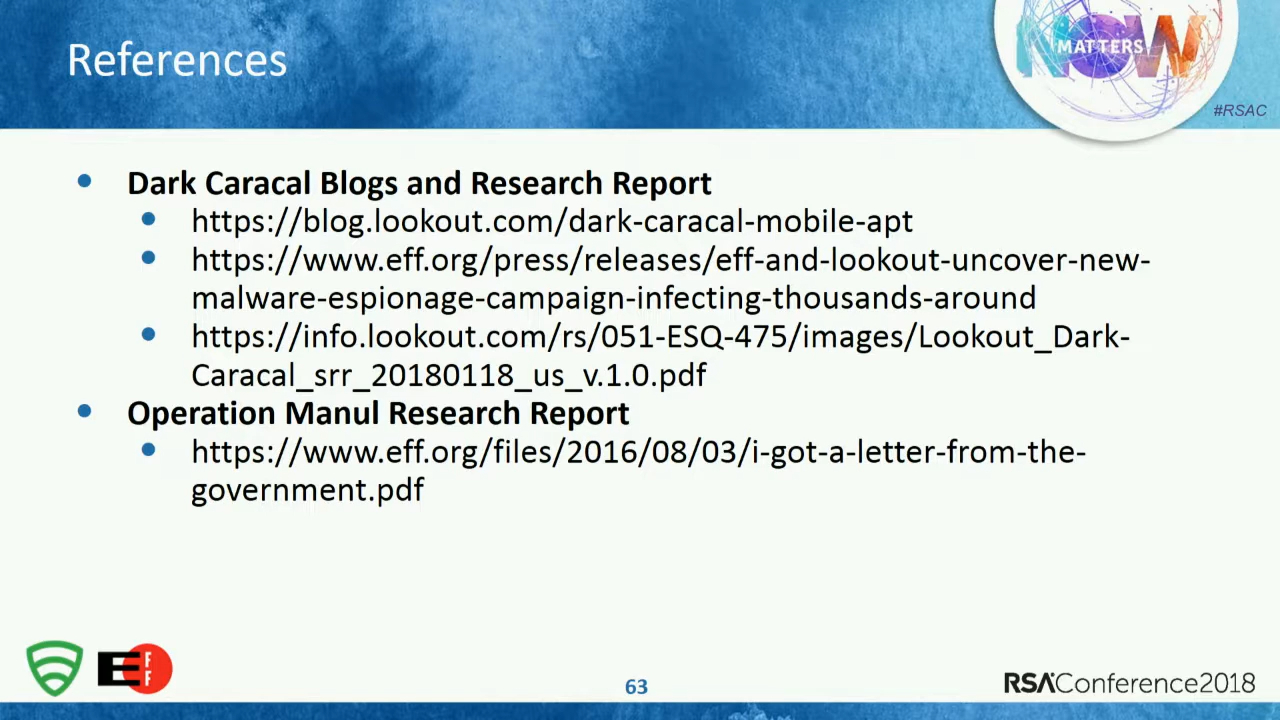 References
NOW
MATTERS
#RSAC
• Dark Caracal Blogs and Research Report
• https://blog.lookout.com/dark-caracal-mobile-apt
• https://www.eff.org/press/releases/eff-and-lookout-uncover-new-
malware-espionage-campaign-infecting-thousands-around
• https://info.lookout.com/rs/051-ESQ-475/images/Lookout_Dark-
Caracal_srr_20180118_us_v.1.0.pdf
• Operation Manul Research Report
• https://www.eff.org/files/2016/08/03/i-got-a-letter-from-the-
government.pdf
EFF
63
RSAConference2018